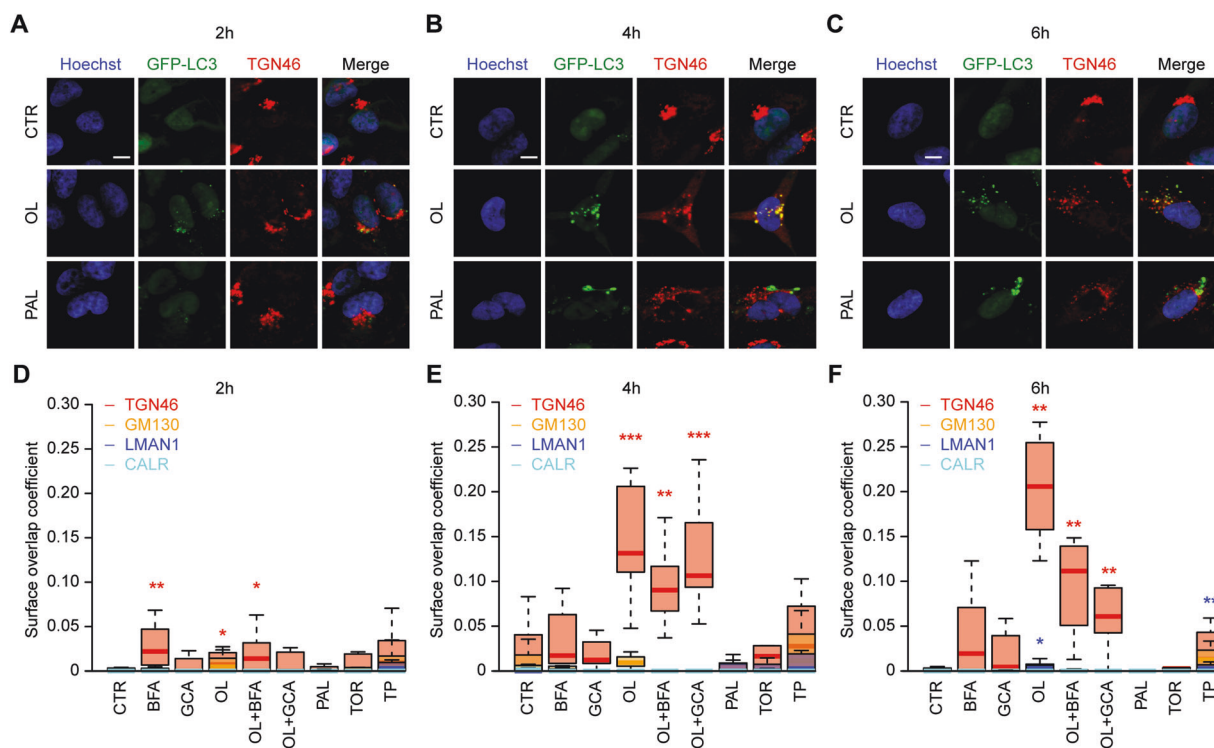 A 2h
Hoechst GFP-LC3 TGN46 Merge
CTR
OL
PAL
B 4h
Hoechst GFP-LC3 TGN46 Merge
CTR
OL
PAL
C 6h
Hoechst GFP-LC3 TGN46 Merge
CTR
OL
PAL
D 2h
Surface overlap coefficient
0.30
0.25
0.20
0.15
0.10
0.05
0
TGN46
GM130
LMAN1
CALR
**
*
*
CTR BFA GCA OL OL+BFA OL+GCA PAL TOR TP
E 4h
Surface overlap coefficient
0.30
0.25
0.20
0.15
0.10
0.05
0
TGN46
GM130
LMAN1
CALR
***
**
***
CTR BFA GCA OL OL+BFA OL+GCA PAL TOR TP
F 6h
Surface overlap coefficient
0.30
0.25
0.20
0.15
0.10
0.05
0
TGN46
GM130
LMAN1
CALR
**
**
**
*
**
CTR BFA GCA OL OL+BFA OL+GCA PAL TOR TP